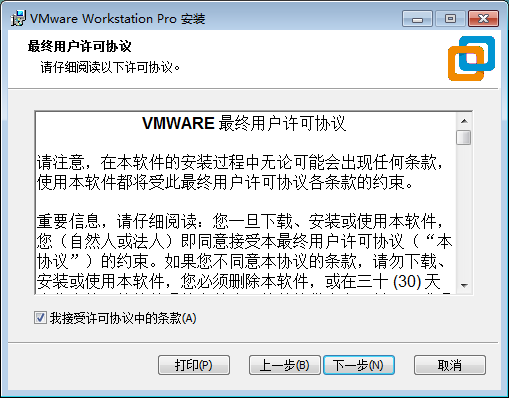 VMware Workstation Pro 安装
最终用户许可协议
请仔细阅读以下许可协议。
VMWARE 最终用户许可协议
请注意，在本软件的安装过程中无论可能会出现任何条款，
使用本软件都将受此最终用户许可协议各条款的约束。
重要信息，请仔细阅读：您一旦下载、安装或使用本软件，
您（自然人或法人）即同意接受本最终用户许可协议（“本
协议”）的约束。如果您不同意本协议的条款，请勿下载、
安装或使用本软件，您必须删除本软件，或在三十 (30) 天
我接受许可协议中的条款(A)
打印(P)
上一步(B)
下一步(N)
取消